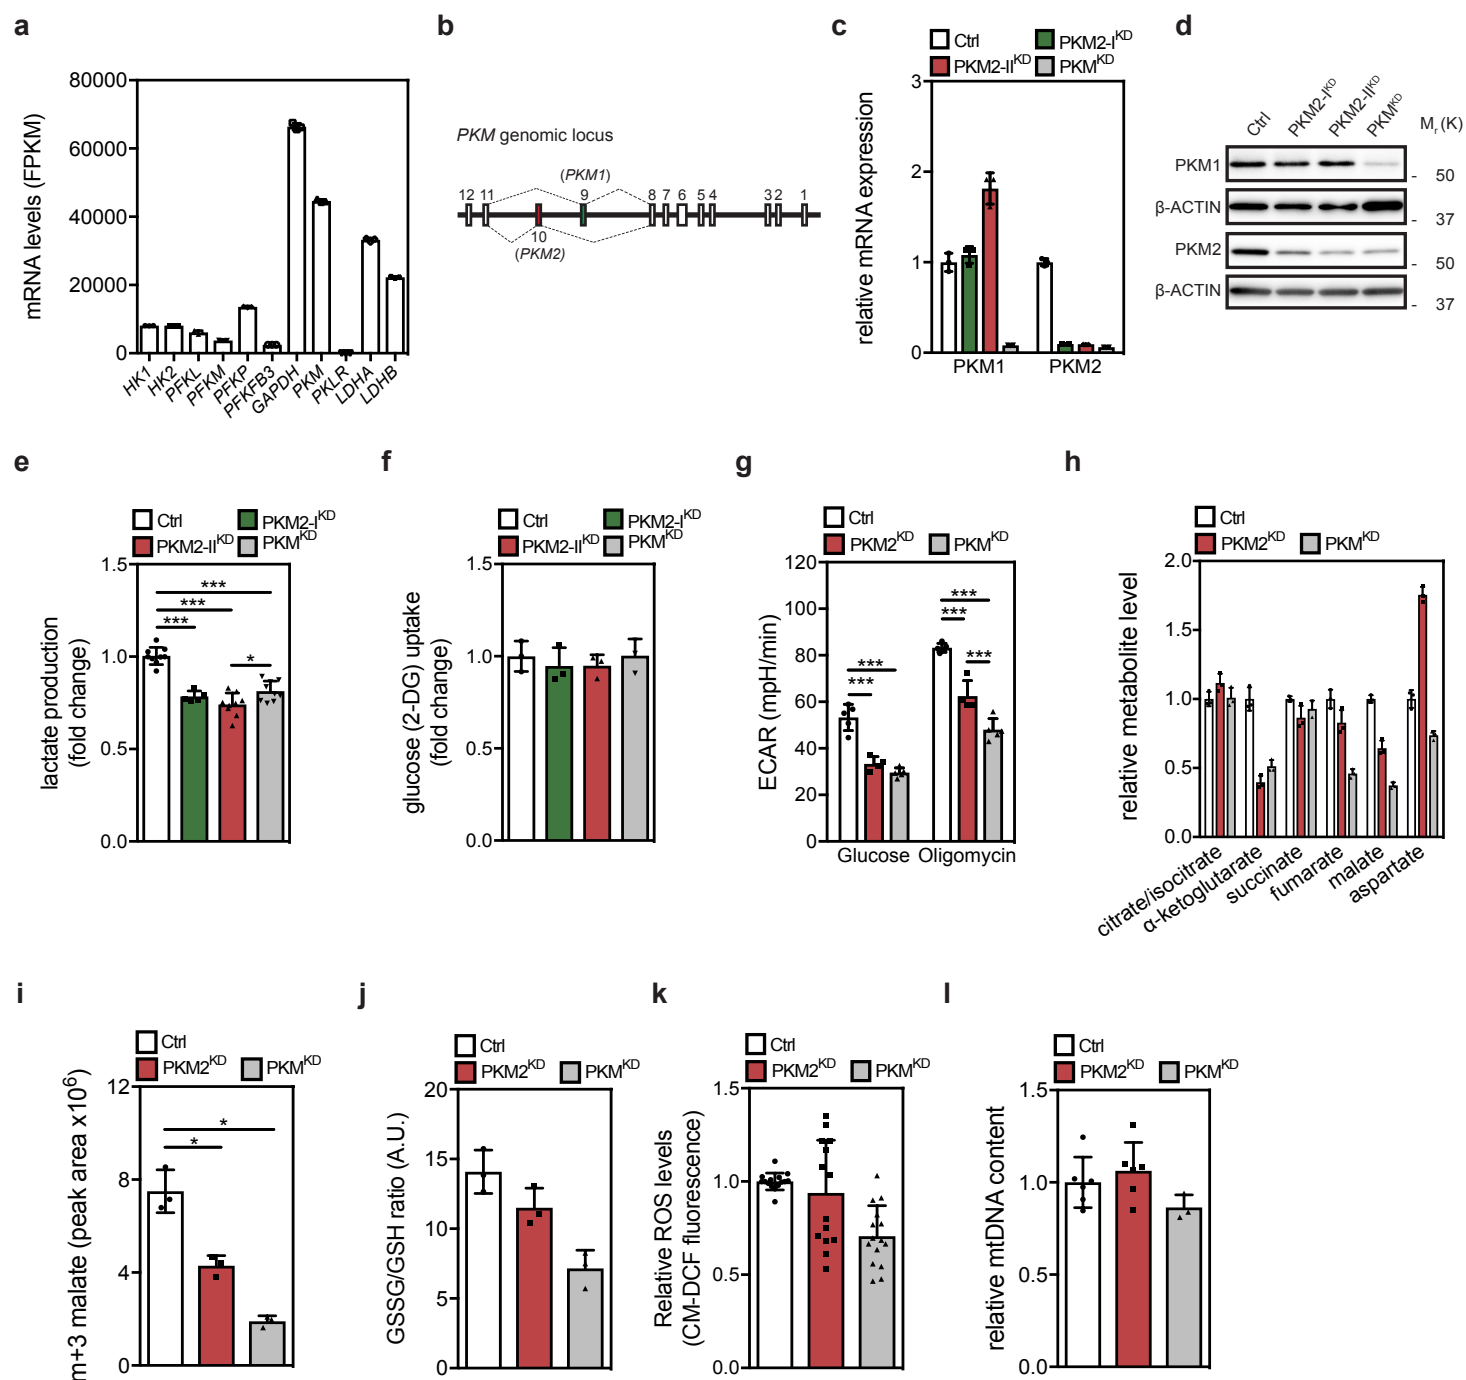 a
mRNA levels (FPKM)
80000
60000
40000
20000
0
HK1
HK2
PFKL
PFKM
PFKP
PFKFB3
GAPDH
PKM
PKLR
LDHA
LDHB
b
PKM genomic locus
(PKM1)
12 11 9 8 7 6 5 4 3 2 1
10
(PKM2)
c
Ctrl
PKM2-I^KD
PKM2-II^KD
PKM^KD
relative mRNA expression
3
2
1
0
PKM1 PKM2
d
Ctrl
PKM2-I^KD
PKM2-II^KD
PKM^KD
Mr (K)
PKM1
- 50
β-ACTIN
- 37
PKM2
- 50
β-ACTIN
- 37
e
Ctrl
PKM2-I^KD
PKM2-II^KD
PKM^KD
lactate production
(fold change)
1.5
1.0
0.5
0.0
***
***
***
*
f
Ctrl
PKM2-I^KD
PKM2-II^KD
PKM^KD
glucose (2-DG) uptake
(fold change)
1.5
1.0
0.5
0.0
g
Ctrl
PKM2^KD
PKM^KD
ECAR (mpH/min)
120
100
80
60
40
20
0
***
***
***
***
***
Glucose Oligomycin
h
Ctrl
PKM2^KD
PKM^KD
relative metabolite level
2.0
1.5
1.0
0.5
0.0
citrate/isocitrate
α-ketoglutarate
succinate
fumarate
malate
aspartate
i
Ctrl
PKM2^KD
PKM^KD
m+3 malate (peak area x10^6)
12
8
4
0
*
*
j
Ctrl
PKM2^KD
PKM^KD
GSSG/GSH ratio (A.U.)
20
15
10
5
0
k
Ctrl
PKM2^KD
PKM^KD
Relative ROS levels
(CM-DCF fluorescence)
1.5
1.0
0.5
0.0
l
Ctrl
PKM2^KD
PKM^KD
relative mtDNA content
1.5
1.0
0.5
0.0